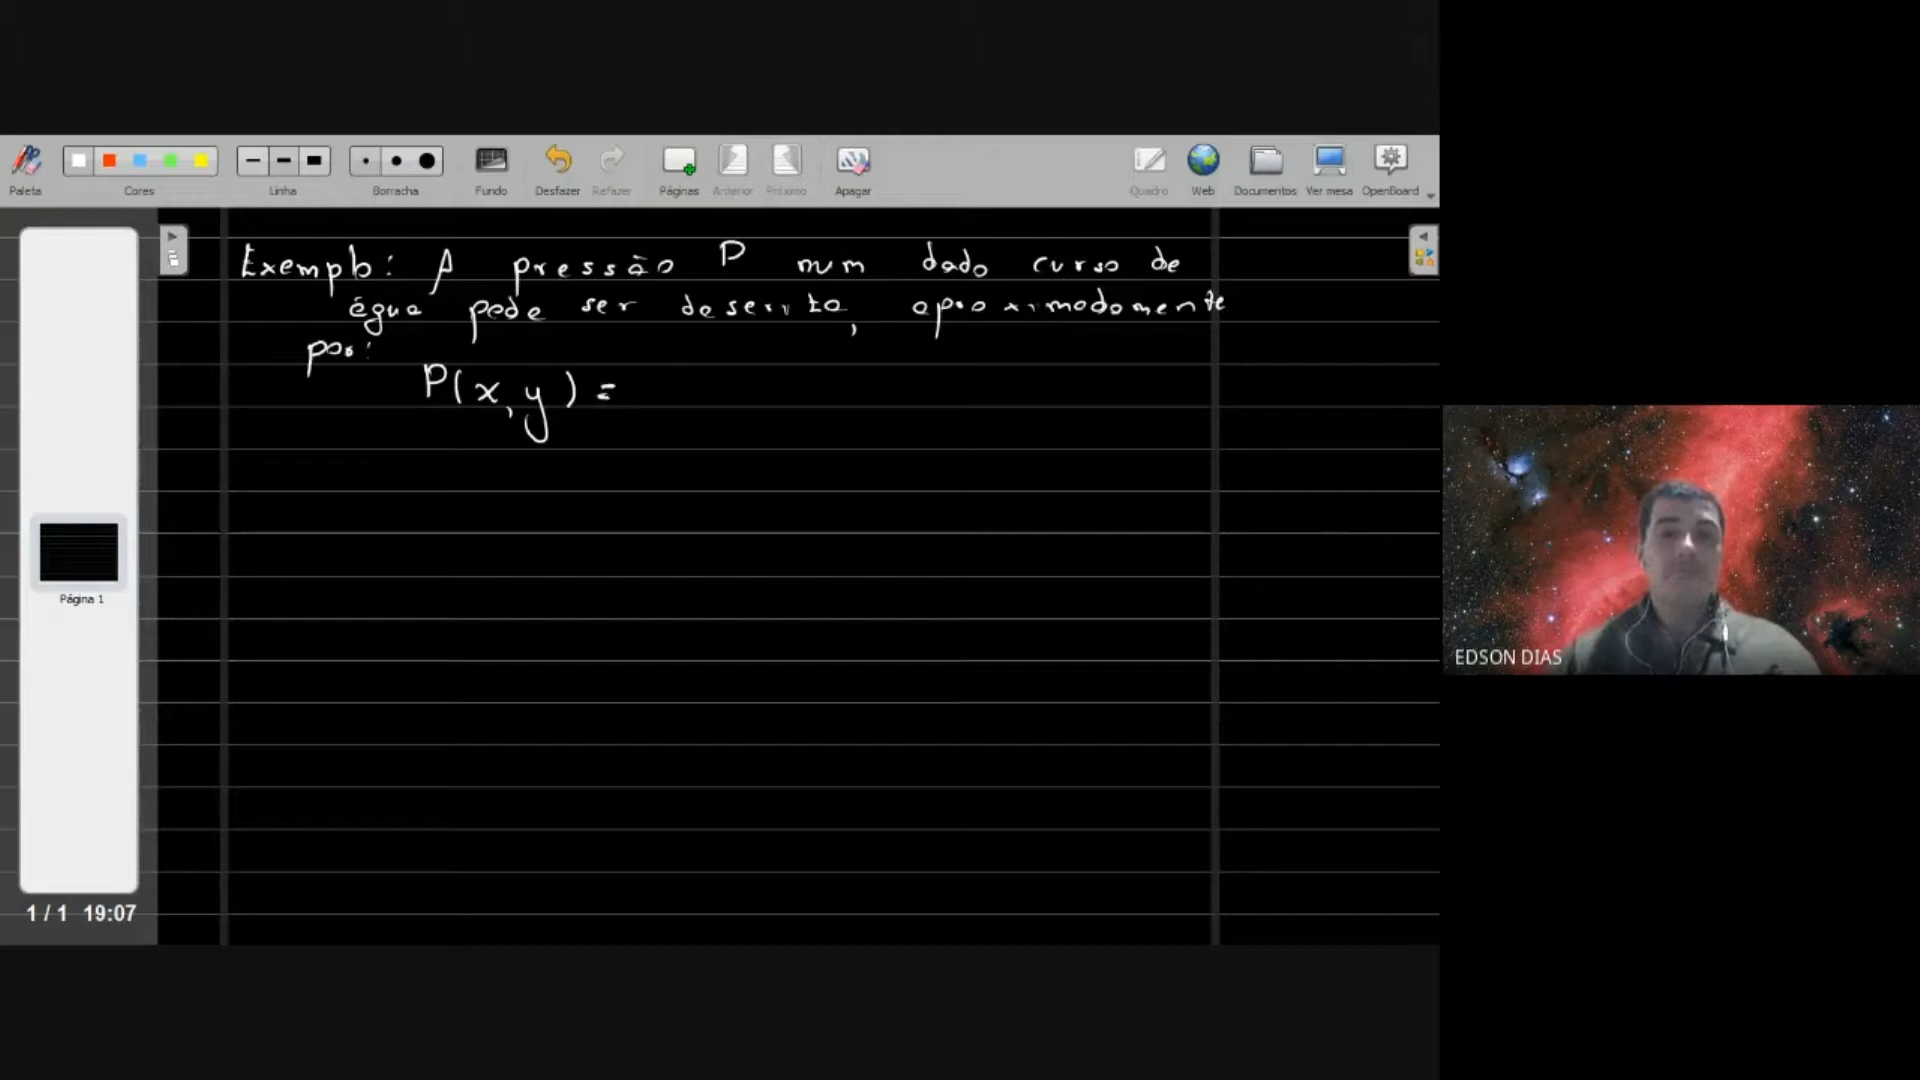 Paleta Cores Linha Borracha Fundo Desfazer Refazer Páginas Anterior Próximo Apagar Quadro Web Documentos Ver mesa OpenBoard
Exemplo: A pressão P num dado curso de
água pode ser descrita, aproximadamente
por:
P(x,y) =
Página 1
EDSON DIAS
1 / 1 19:07